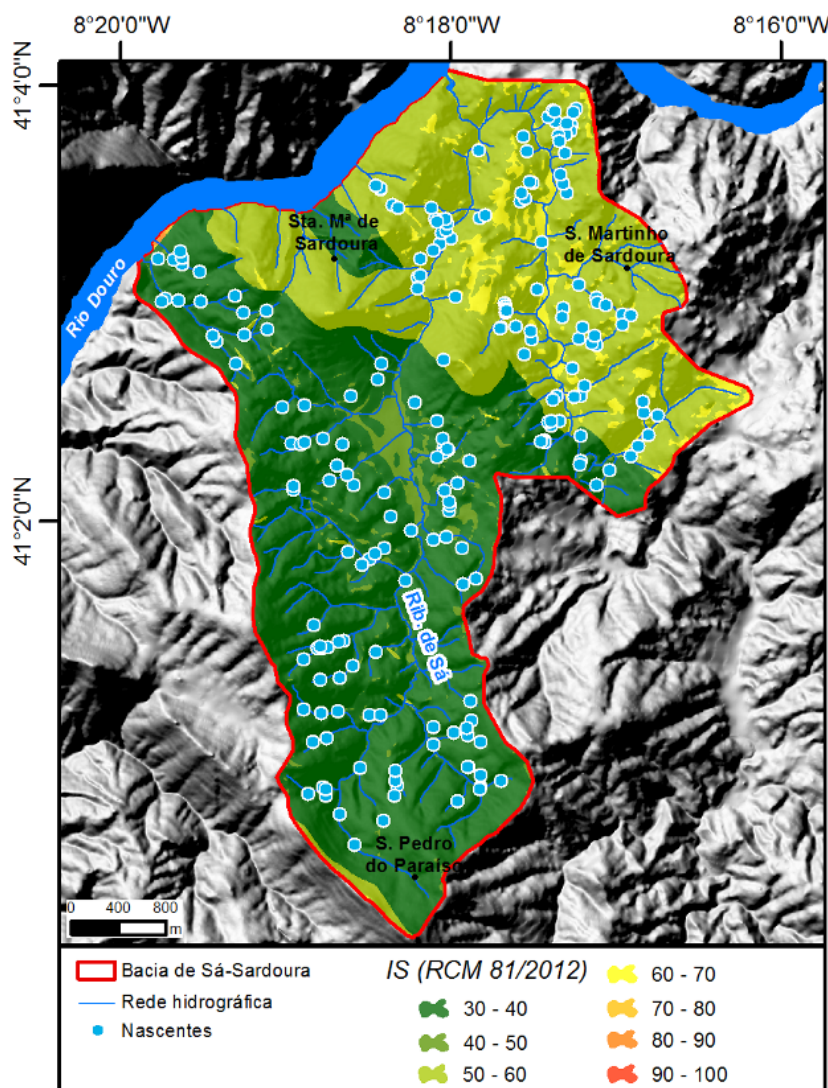 8°20'0"W 8°18'0"W 8°16'0"W
41°4'0"N
Sta. Mª de
Sardoura
S. Martinho
de Sardoura
Rio Douro
41°2'0"N
Rib. de Sá
S. Pedro
do Paraíso
0 400 800
m
Bacia de Sá-Sardoura
Rede hidrográfica
Nascentes
IS (RCM 81/2012)
30 - 40
40 - 50
50 - 60
60 - 70
70 - 80
80 - 90
90 - 100